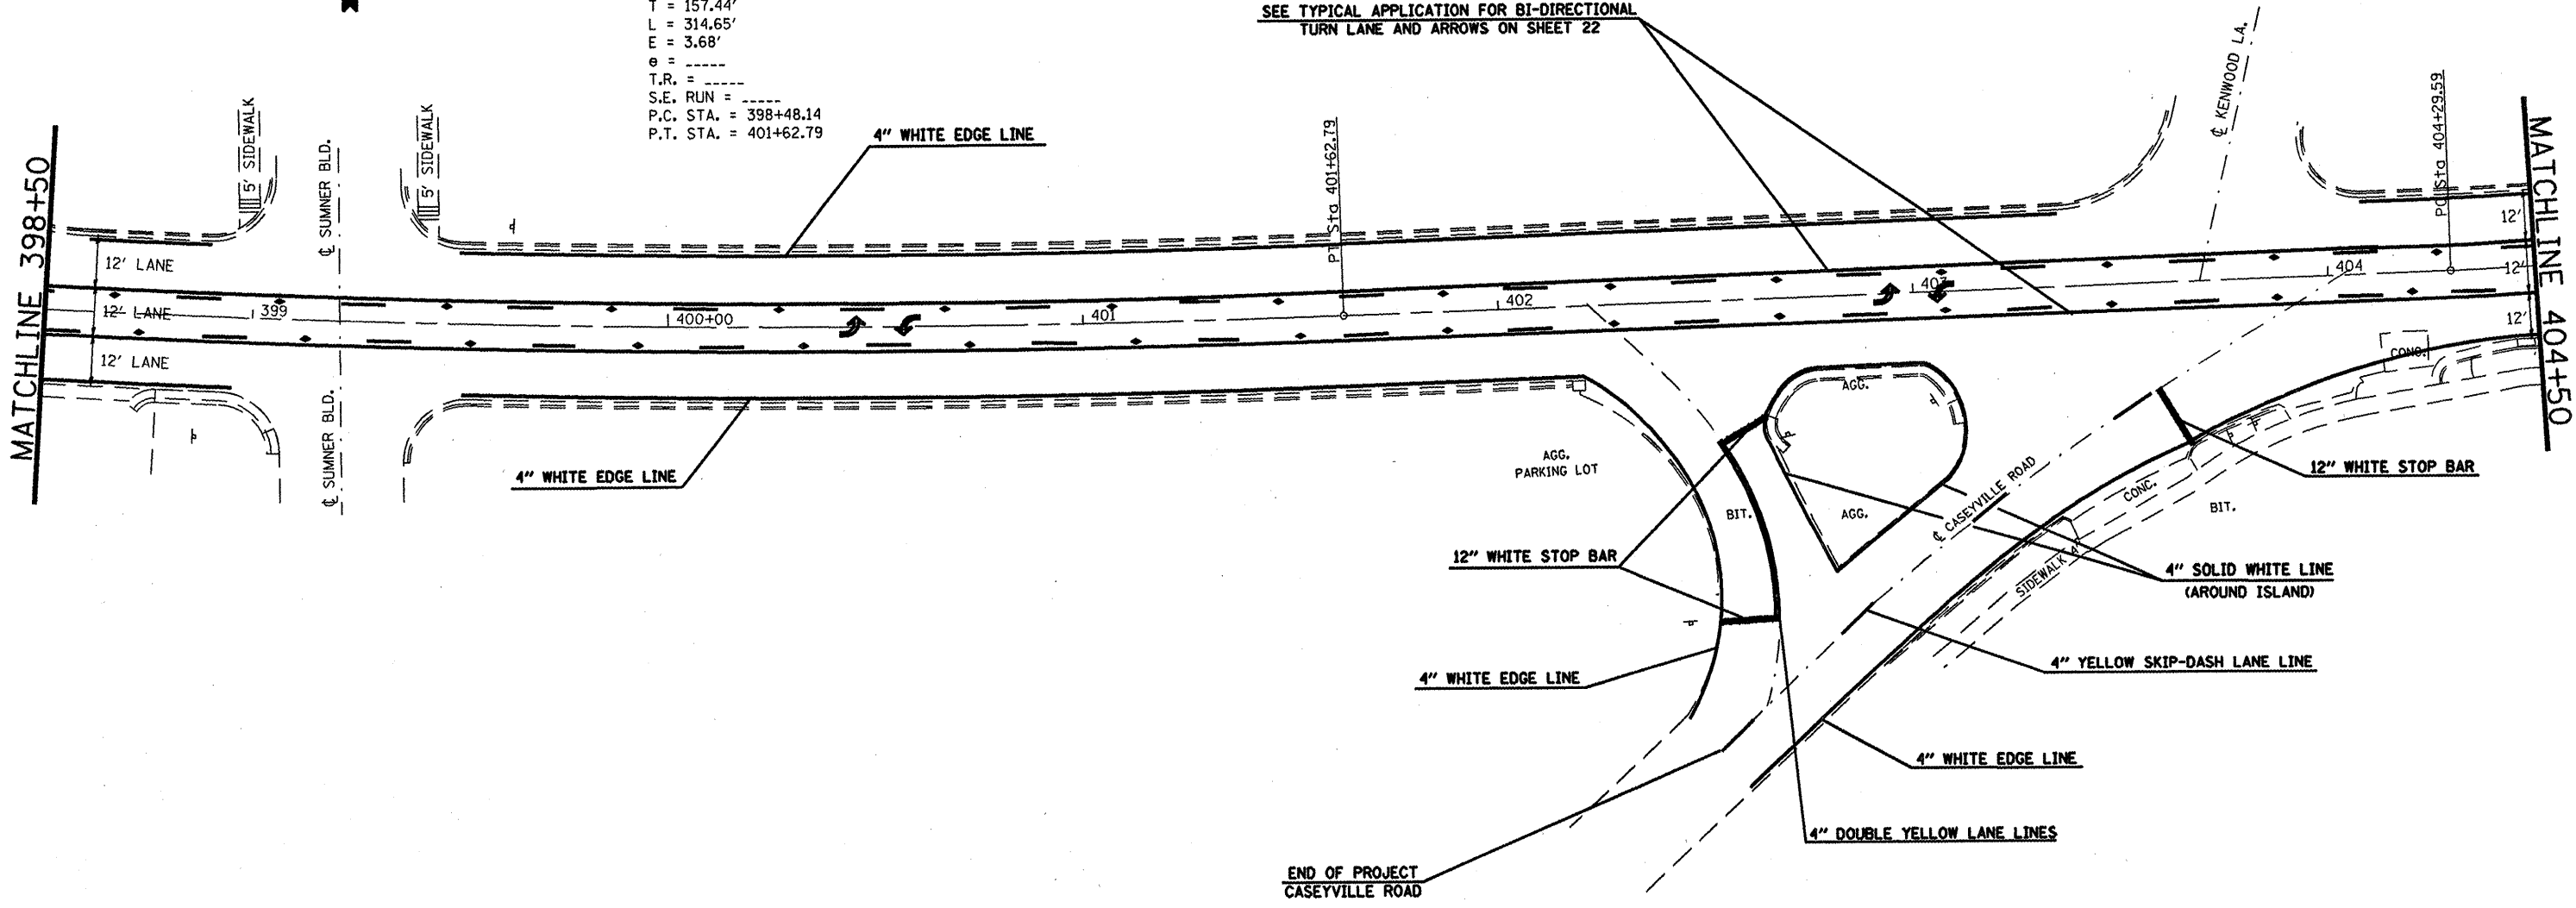 T = 157.44'
L = 314.65'
E = 3.68'
θ = _____
T.R. = _____
S.E. RUN = _____
P.C. STA. = 398+48.14
P.T. STA. = 401+62.79
SEE TYPICAL APPLICATION FOR BI-DIRECTIONAL
TURN LANE AND ARROWS ON SHEET 22
4" WHITE EDGE LINE
MATCHLINE 398+50
5' SIDEWALK
℄ SUMNER BLD.
5' SIDEWALK
PT Sta 401+62.79
℄ KENWOOD LA.
PC Sta 404+29.59
MATCHLINE 404+50
12' LANE
12' LANE
12' LANE
399
400+00
401
402
403
404
12'
12'
12'
℄ SUMNER BLD.
4" WHITE EDGE LINE
AGG.
PARKING LOT
AGG.
AGG.
BIT.
CONC.
CONC.
BIT.
℄ CASEYVILLE ROAD
SIDEWALK 4'
12" WHITE STOP BAR
12" WHITE STOP BAR
4" SOLID WHITE LINE
(AROUND ISLAND)
4" WHITE EDGE LINE
4" YELLOW SKIP-DASH LANE LINE
4" WHITE EDGE LINE
4" DOUBLE YELLOW LANE LINES
END OF PROJECT
CASEYVILLE ROAD